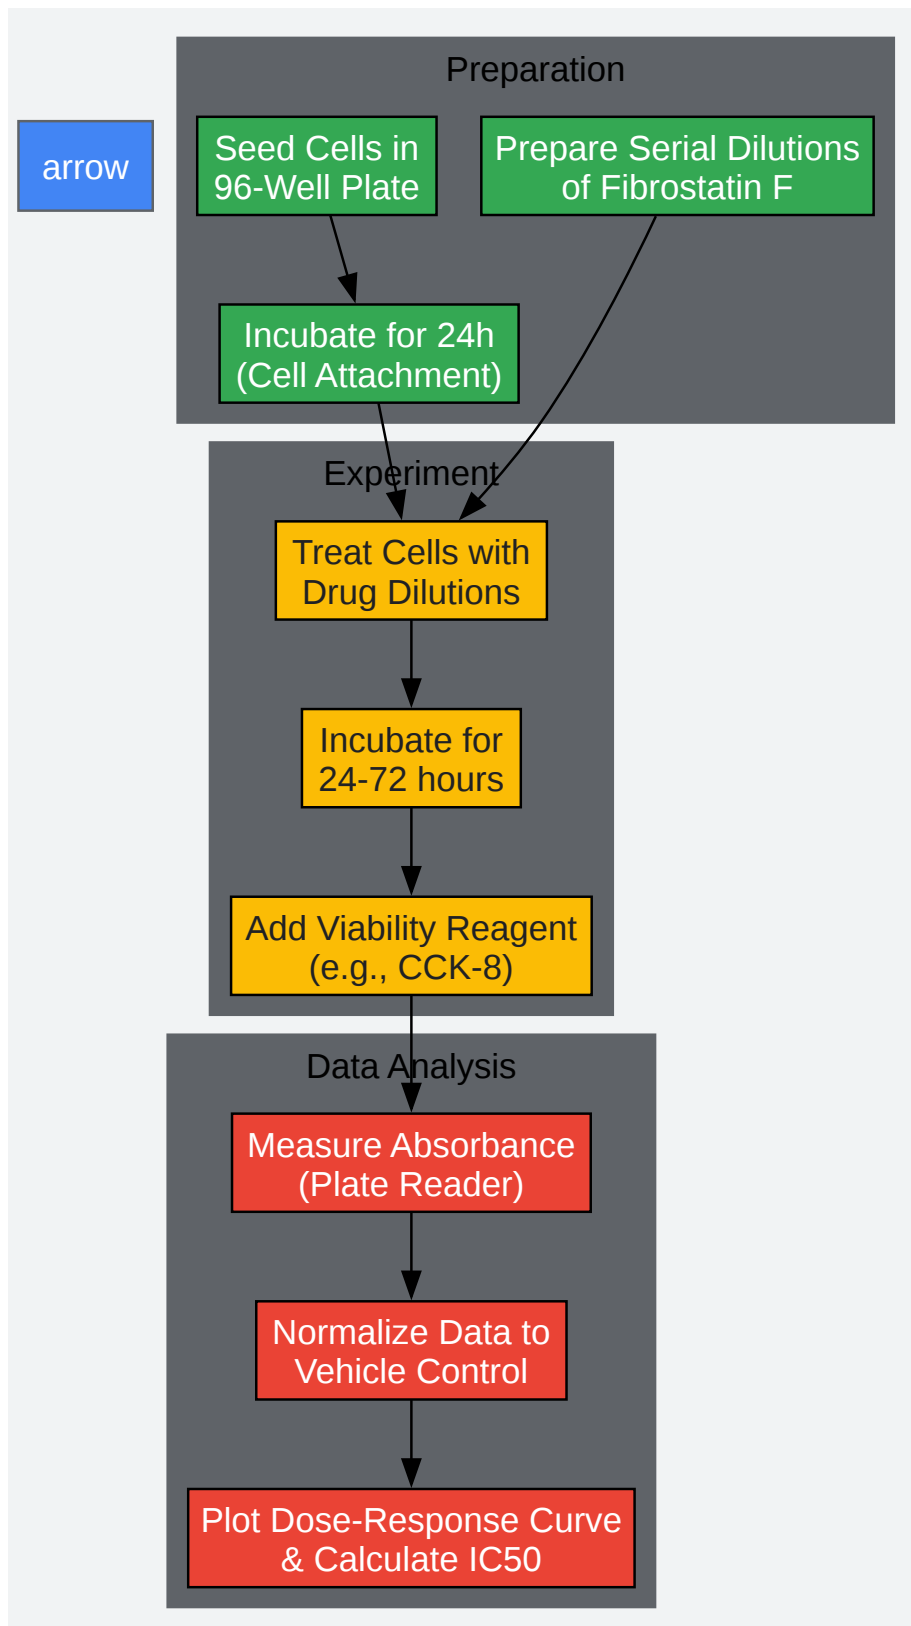 Preparation
arrow
Seed Cells in
96-Well Plate
Prepare Serial Dilutions
of Fibrostatin F
Incubate for 24h
(Cell Attachment)
Experiment
Treat Cells with
Drug Dilutions
Incubate for
24-72 hours
Add Viability Reagent
(e.g., CCK-8)
Data Analysis
Measure Absorbance
(Plate Reader)
Normalize Data to
Vehicle Control
Plot Dose-Response Curve
& Calculate IC50